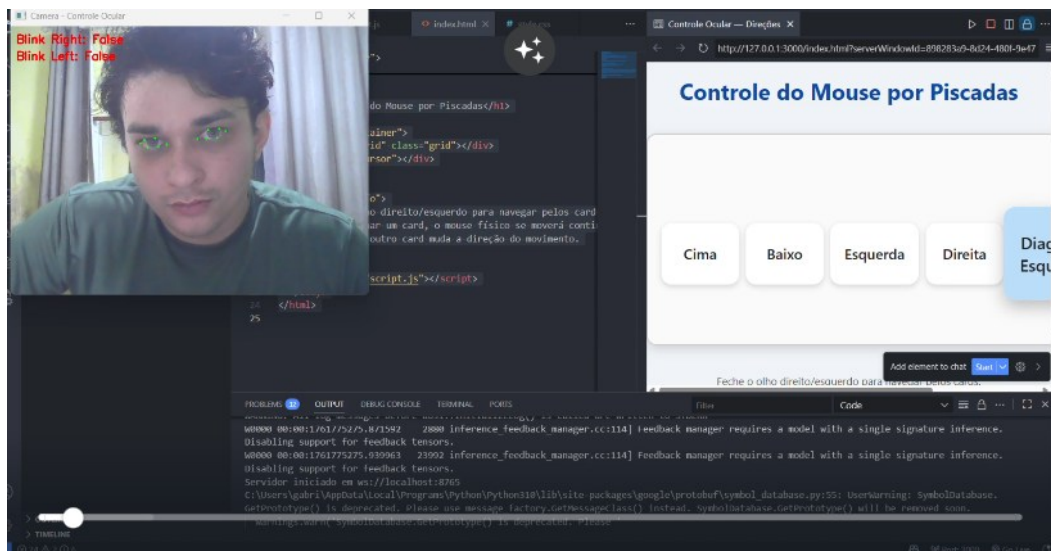 Camera - Controle Ocular
Blink Right: False
Blink Left: False
index.html
Controle Ocular — Direções
http://127.0.0.1:3000/index.html?serverWindowId=898283a9-8d24-480f-9e47
do Mouse por Piscadas</h1>
ainer">
id" class="grid"></div>
rsor"></div>
o">
o direito/esquerdo para navegar pelos card
ar um card, o mouse físico se moverá conti
outro card muda a direção do movimento.
script.js"></script>
24 </html>
25
Controle do Mouse por Piscadas
Cima
Baixo
Esquerda
Direita
Diag
Esqu
Add element to chat Start
Feche o olho direito/esquerdo para navegar pelos cards.
PROBLEMS 12 OUTPUT DEBUG CONSOLE TERMINAL PORTS Filter Code
W0000 00:00:1761775275.871592 2880 inference_feedback_manager.cc:114] Feedback manager requires a model with a single signature inference.
Disabling support for feedback tensors.
W0000 00:00:1761775275.939963 23992 inference_feedback_manager.cc:114] Feedback manager requires a model with a single signature inference.
Disabling support for feedback tensors.
Servidor iniciado em ws://localhost:8765
C:\Users\gabri\AppData\Local\Programs\Python\Python310\lib\site-packages\google\protobuf\symbol_database.py:55: UserWarning: SymbolDatabase.
GetPrototype() is deprecated. Please use message_factory.GetMessageClass() instead. SymbolDatabase.GetPrototype() will be removed soon.
warnings.warn('SymbolDatabase.GetPrototype() is deprecated. Please '
TIMELINE